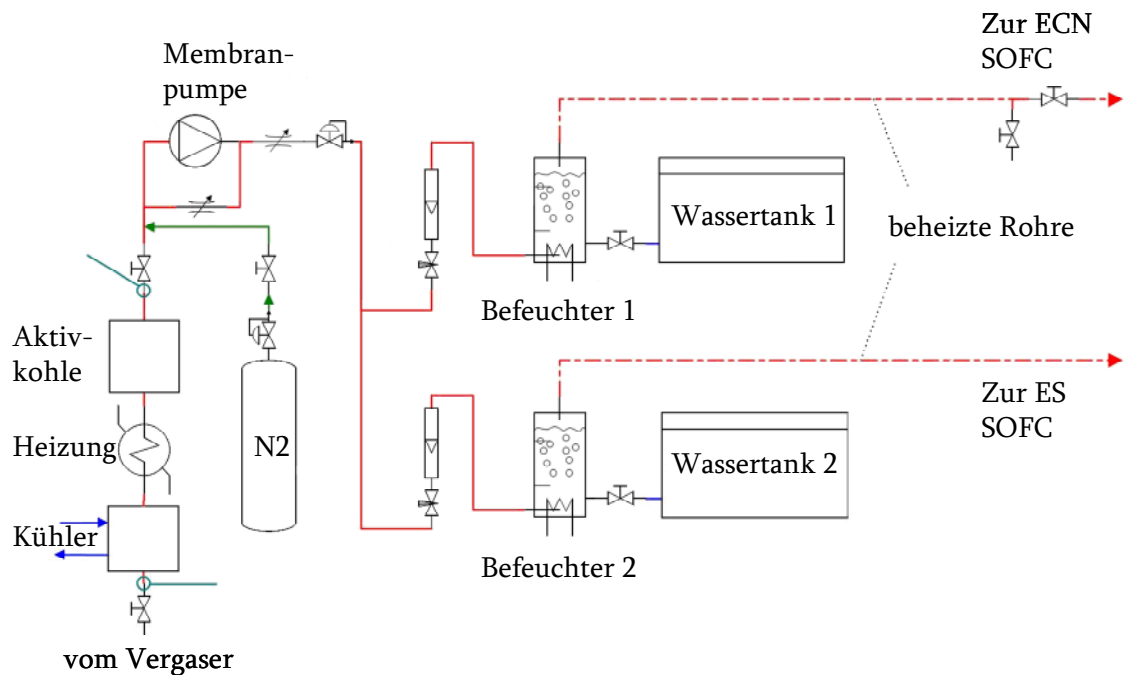 Zur ECN
SOFC
Membran-
pumpe
Wassertank 1
beheizte Rohre
Befeuchter 1
Aktiv-
kohle
Zur ES
SOFC
Heizung
N2
Wassertank 2
Kühler
Befeuchter 2
vom Vergaser